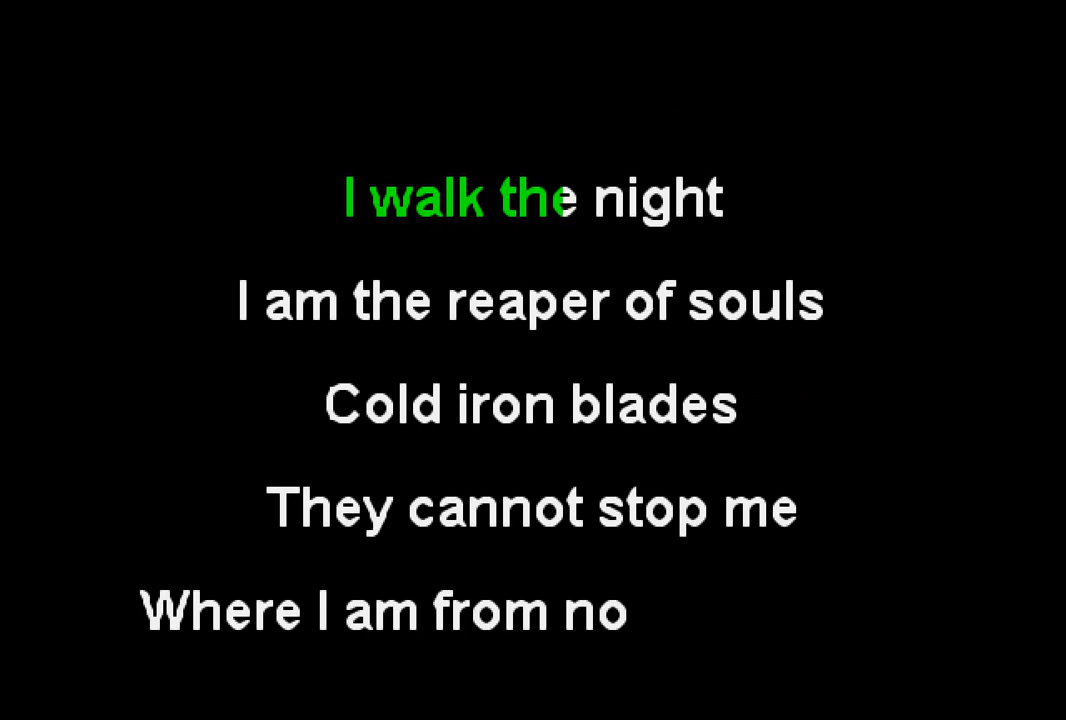 I walk the night
I am the reaper of souls
Cold iron blades
They cannot stop me
Where I am from no